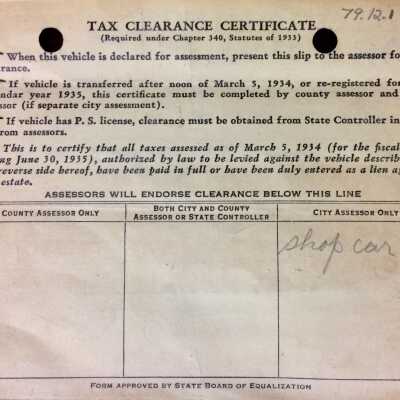 79.12.1
TAX CLEARANCE CERTIFICATE
(Required under Chapter 340, Statutes of 1933)
When this vehicle is declared for assessment, present this slip to the assessor for
arance.
If vehicle is transferred after noon of March 5, 1934, or re-registered for
endar year 1935, this certificate must be completed by county assessor and
ssor (if separate city assessment).
If vehicle has P. S. license, clearance must be obtained from State Controller in
rom assessors.
This is to certify that all taxes assessed as of March 5, 1934 (for the fiscal
ng June 30, 1935), authorized by law to be levied against the vehicle describ
reverse side hereof, have been paid in full or have been duly entered as a lien ag
estate.
ASSESSORS WILL ENDORSE CLEARANCE BELOW THIS LINE
COUNTY ASSESSOR ONLY
BOTH CITY AND COUNTY
ASSESSOR OR STATE CONTROLLER
CITY ASSESSOR ONLY
shop car
FORM APPROVED BY STATE BOARD OF EQUALIZATION